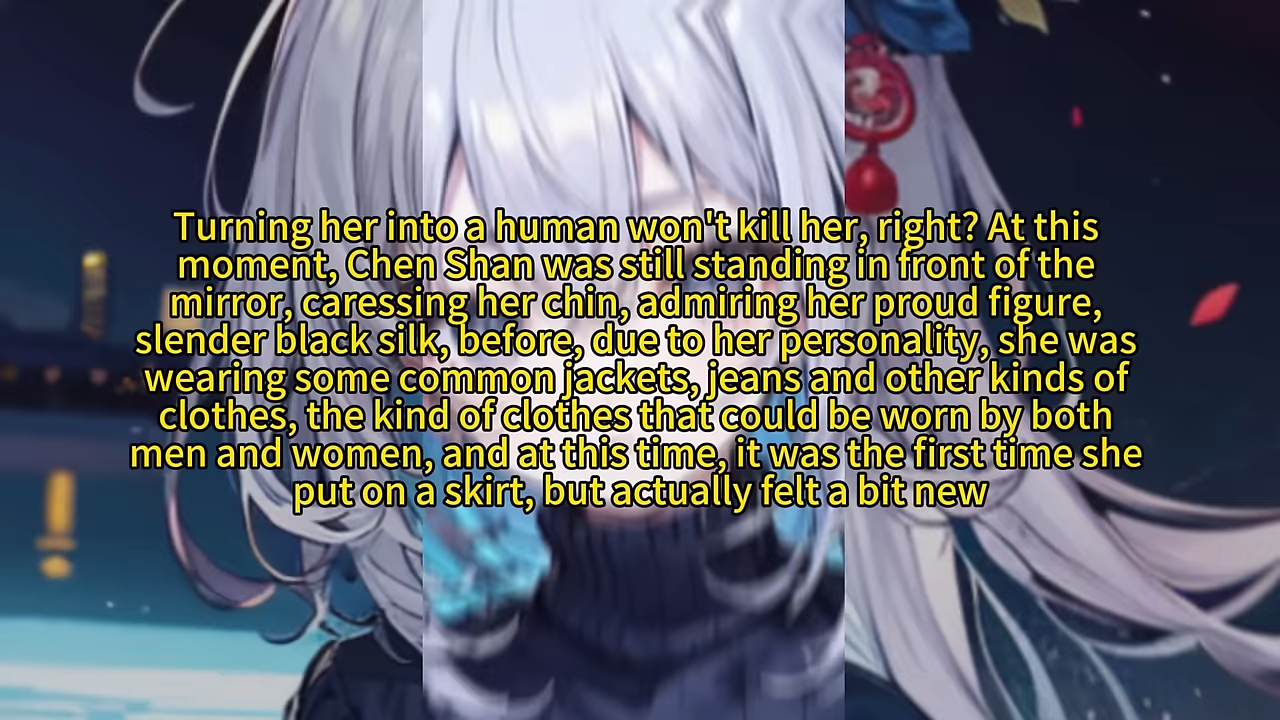 Turning her into a human won't kill her, right? At this
moment, Chen Shan was still standing in front of the
mirror, caressing her chin, admiring her proud figure,
slender black silk, before, due to her personality, she was
wearing some common jackets, jeans and other kinds of
clothes, the kind of clothes that could be worn by both
men and women, and at this time, it was the first time she
put on a skirt, but actually felt a bit new